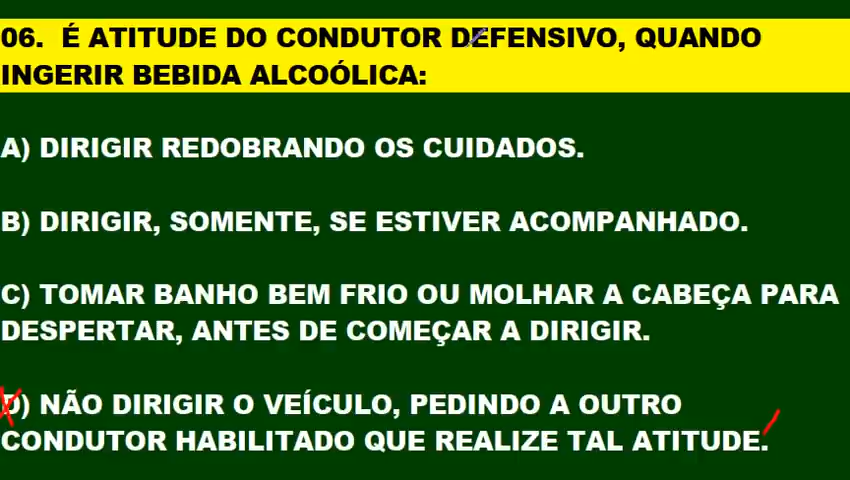 06. É ATITUDE DO CONDUTOR DEFENSIVO, QUANDO
INGERIR BEBIDA ALCOÓLICA:
A) DIRIGIR REDOBRANDO OS CUIDADOS.
B) DIRIGIR, SOMENTE, SE ESTIVER ACOMPANHADO.
C) TOMAR BANHO BEM FRIO OU MOLHAR A CABEÇA PARA
DESPERTAR, ANTES DE COMEÇAR A DIRIGIR.
D) NÃO DIRIGIR O VEÍCULO, PEDINDO A OUTRO
CONDUTOR HABILITADO QUE REALIZE TAL ATITUDE.